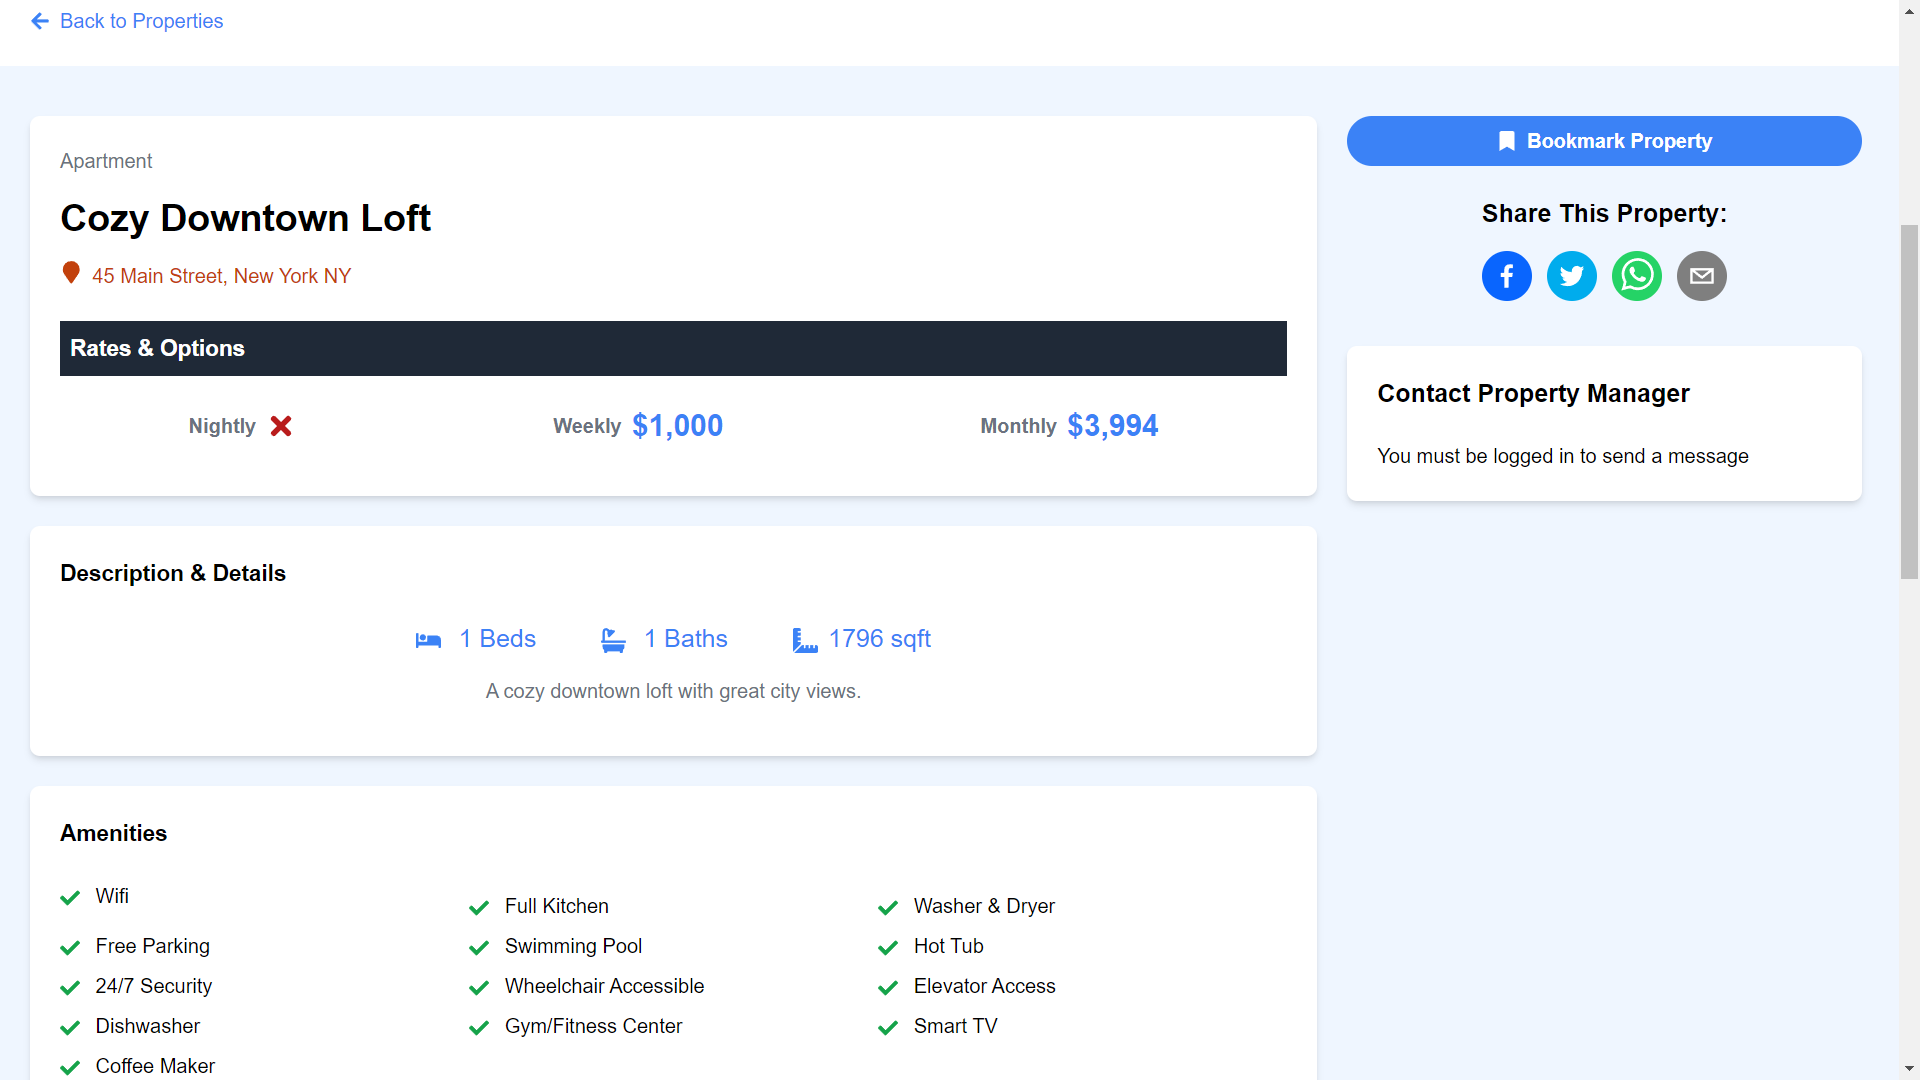 Back to Properties
Apartment
Cozy Downtown Loft
45 Main Street, New York NY
Rates & Options
Nightly
Weekly $1,000
Monthly $3,994
Description & Details
1 Beds
1 Baths
1796 sqft
A cozy downtown loft with great city views.
Amenities
Wifi
Full Kitchen
Washer & Dryer
Free Parking
Swimming Pool
Hot Tub
24/7 Security
Wheelchair Accessible
Elevator Access
Dishwasher
Gym/Fitness Center
Smart TV
Coffee Maker
Bookmark Property
Share This Property:
Contact Property Manager
You must be logged in to send a message